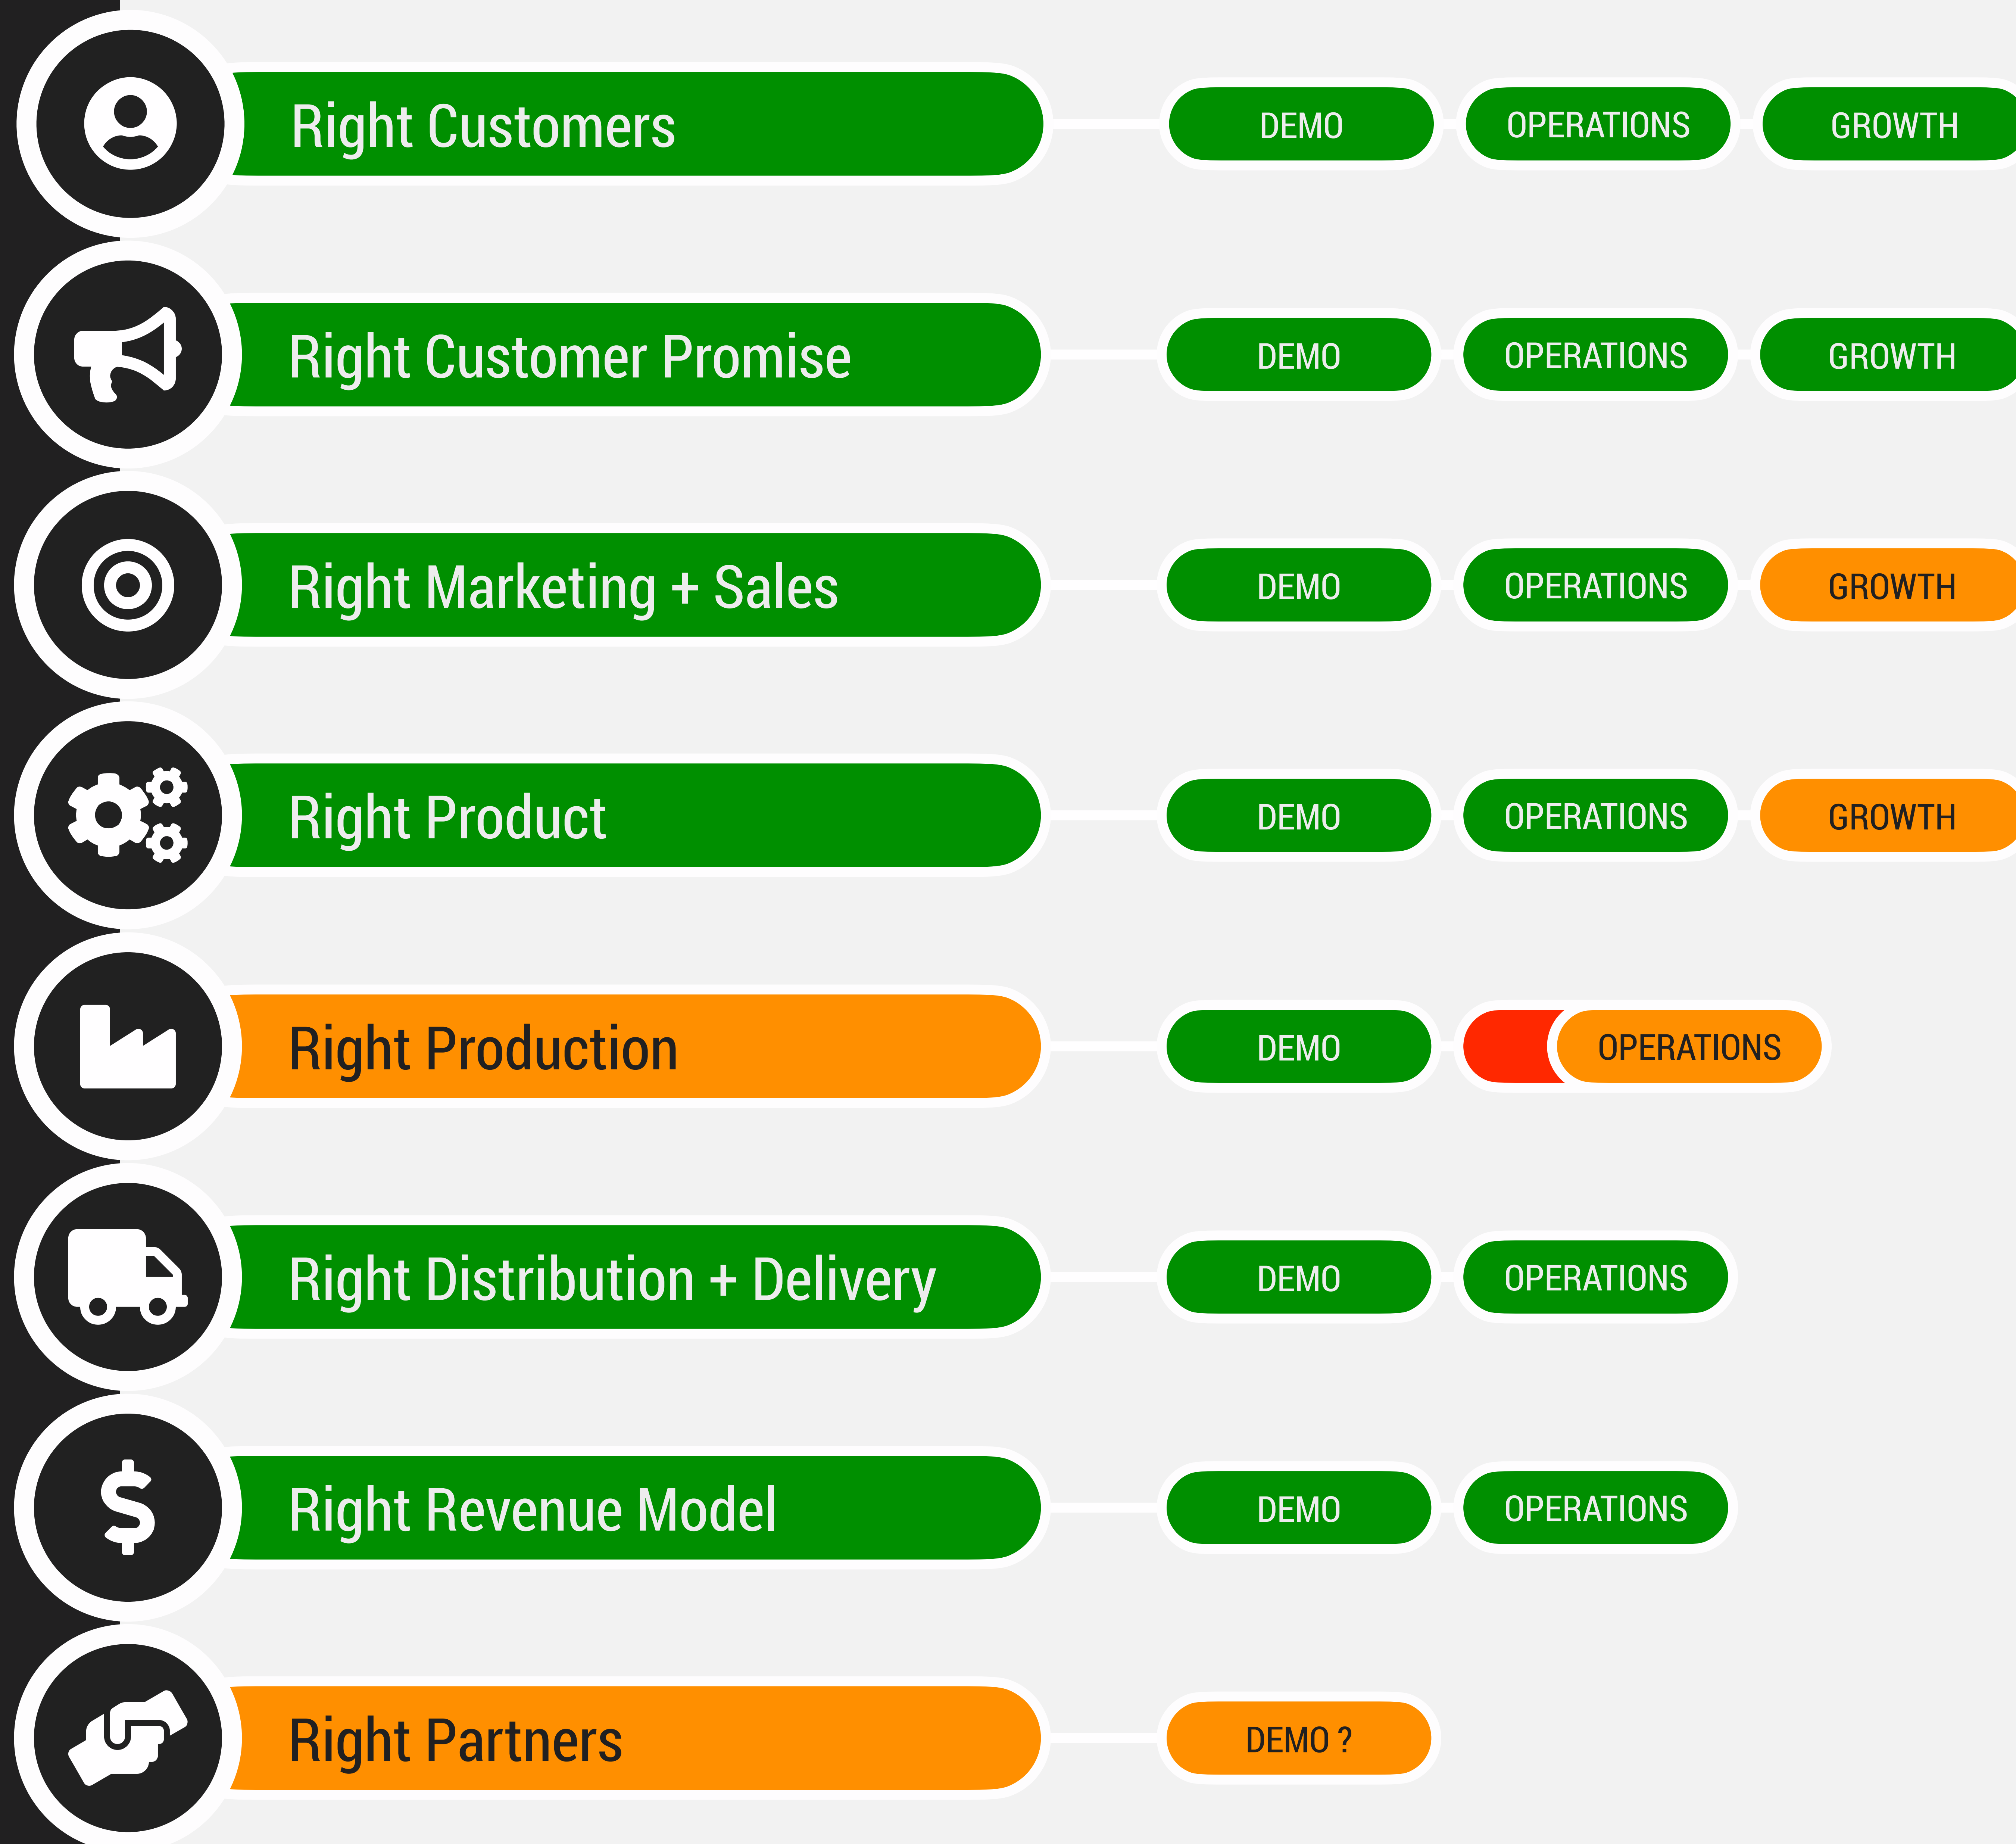 Right Customers
DEMO
OPERATIONS
GROWTH
Right Customer Promise
DEMO
OPERATIONS
GROWTH
Right Marketing + Sales
DEMO
OPERATIONS
GROWTH
Right Product
DEMO
OPERATIONS
GROWTH
Right Production
DEMO
OPERATIONS
Right Distribution + Delivery
DEMO
OPERATIONS
$
Right Revenue Model
DEMO
OPERATIONS
Right Partners
DEMO ?